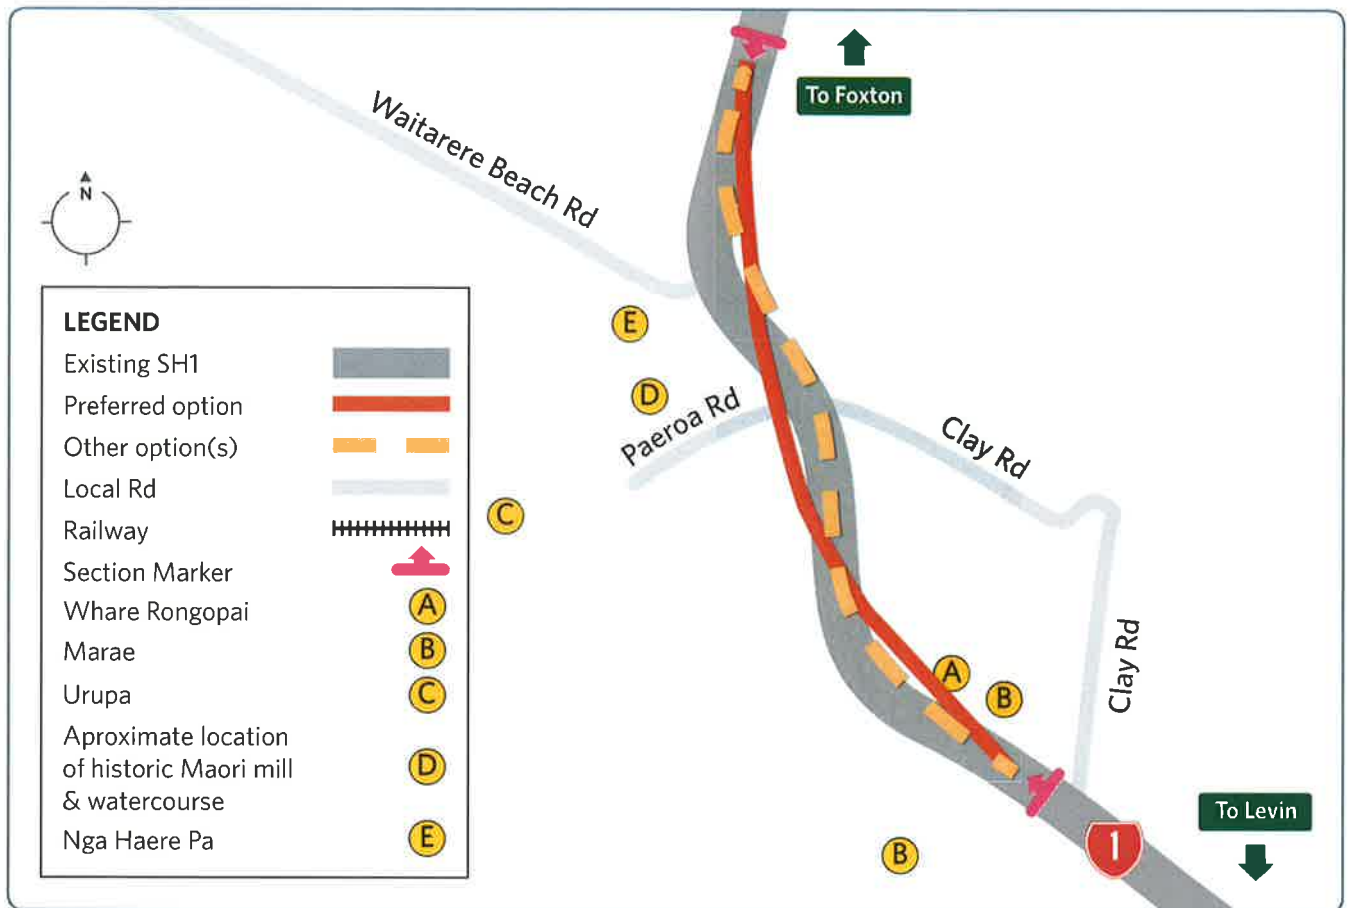 To Foxton
Waitarere Beach Rd
N
LEGEND
Existing SH1
Preferred option
Other option(s)
Local Rd
Railway
Section Marker
Whare Rongopai
A
Marae
B
Urupa
C
Aproximate location
of historic Maori mill
& watercourse
D
Nga Haere Pa
E
E
D
Paeroa Rd
Clay Rd
C
Clay Rd
A
B
To Levin
1
B